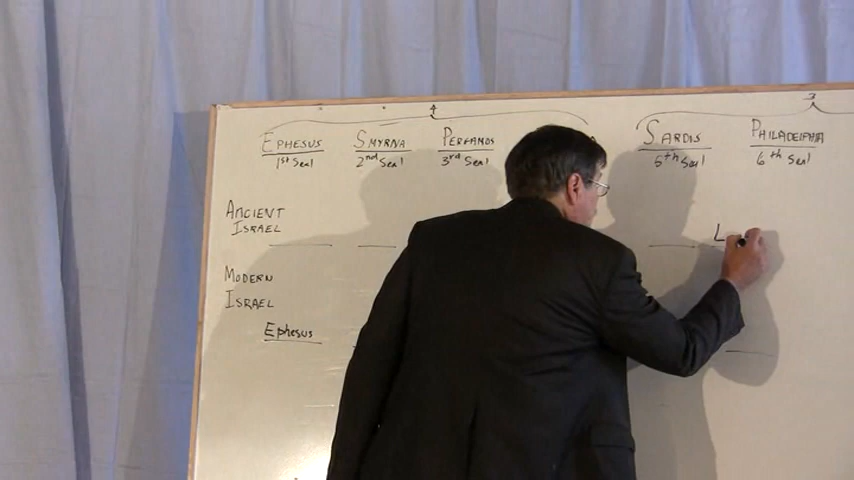 4 3
EPHESUS SMYRNA PERGAMOS SARDIS PHILADELPHIA
1st Seal 2nd Seal 3rd Seal 5th Seal 6th Seal
ANCIENT
ISRAEL
L
MODERN
ISRAEL
Ephesus